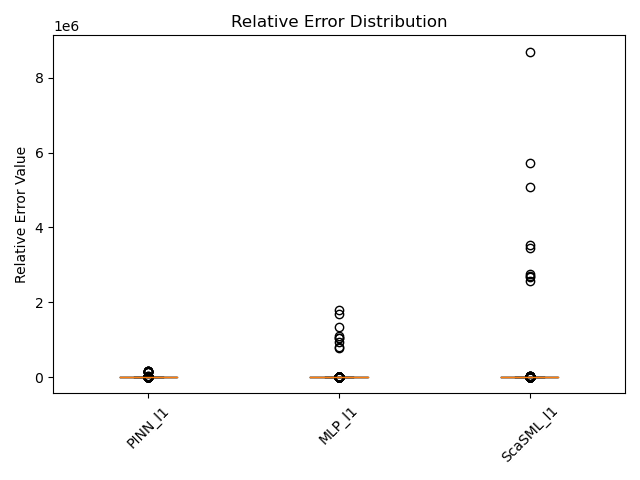 Relative Error Distribution
1e6
Relative Error Value
8
6
4
2
0
PINN_l1
MLP_l1
ScaSML_l1